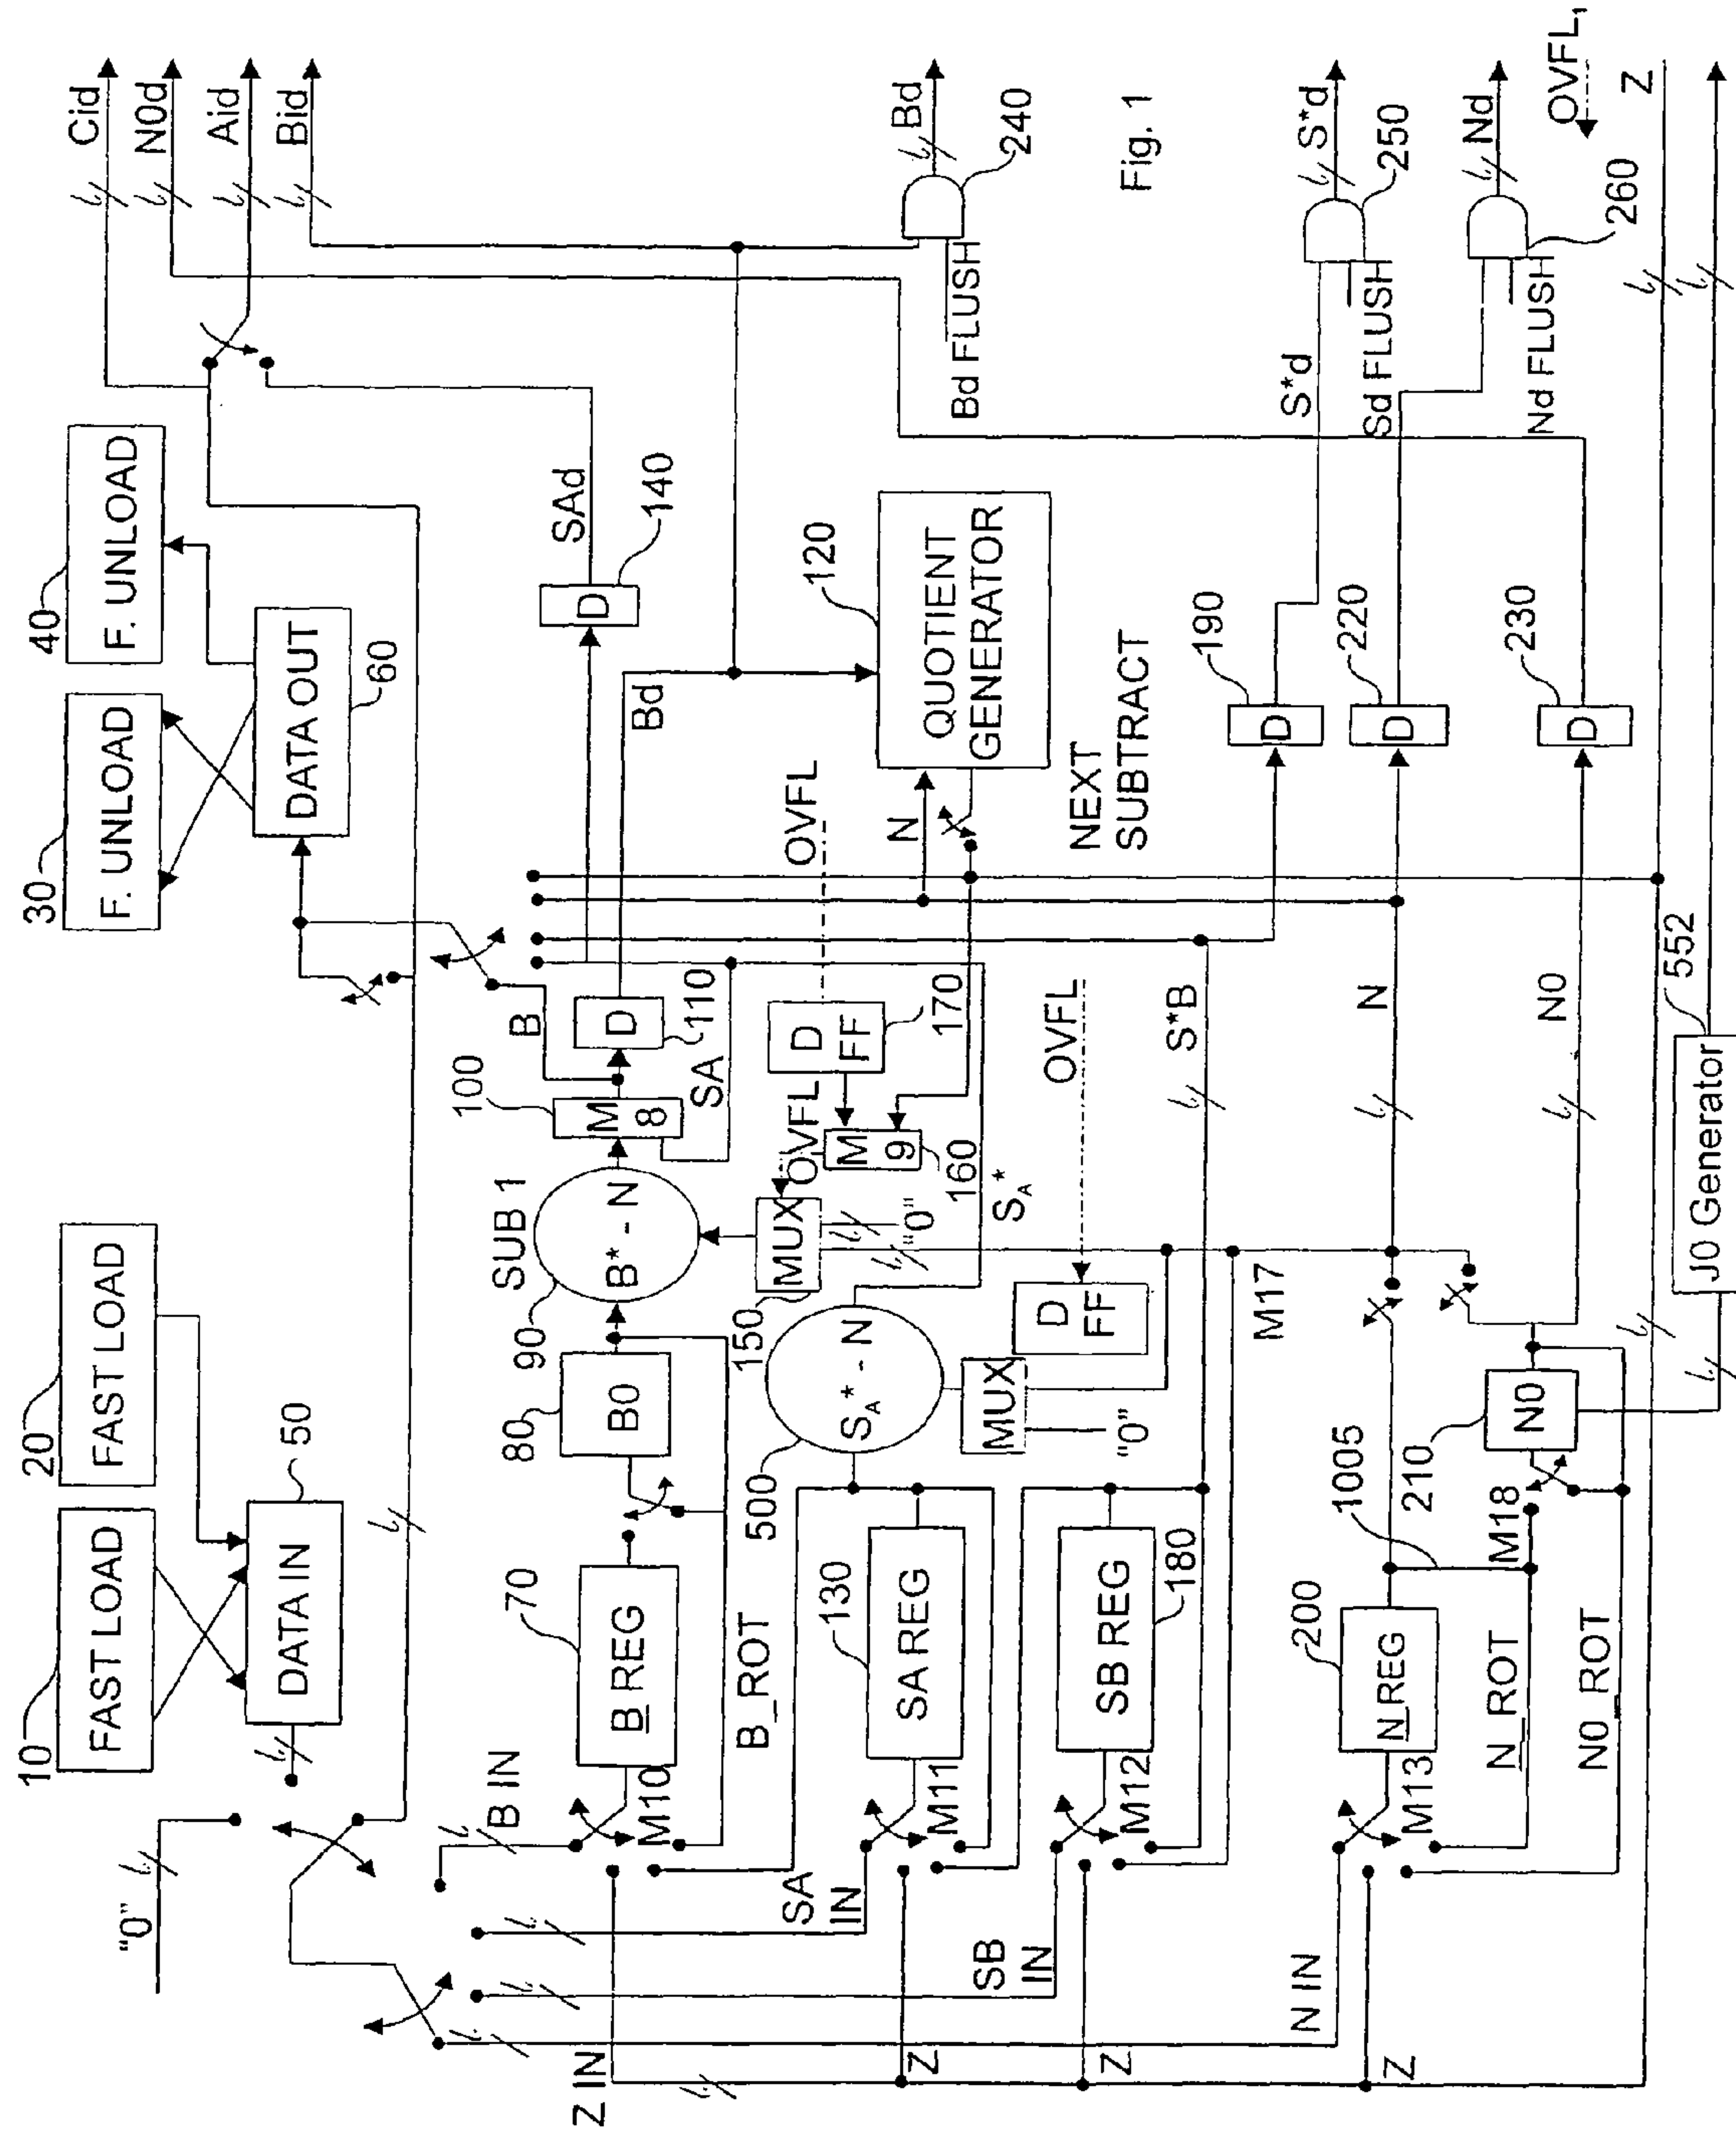 10
FAST LOAD
20
FAST LOAD
30
F. UNLOAD
40
F. UNLOAD
Cid
N0d
Aid
Bid
"0"
DATA IN
50
DATA OUT
60
B IN
SA
IN
SB
IN
N IN
Z IN
Z
Z
Z
M10
M11
M12
M13
70
B REG
B_ROT
80
B0
90
SUB 1
B* - N
100
M
8
B
D
110
SA
Bd
D
140
SAd
120
QUOTIENT
GENERATOR
N
NEXT
SUBTRACT
OVFL
D
FF
170
OVFL
M
9
160
MUX
150
"0"
SA*
500
SA* - N
MUX
"0"
D
FF
OVFL
130
SA REG
SB REG
180
S*B
M17
200
N_REG
N_ROT
N0_ROT
1005
M18
210
N0
N
N0
190
D
220
D
230
D
552
J0 Generator
Bd FLUSH
Bd
240
Fig. 1
S*d
Sd FLUSH
S*d
250
Nd FLUSH
Nd
260
OVFL1
Z